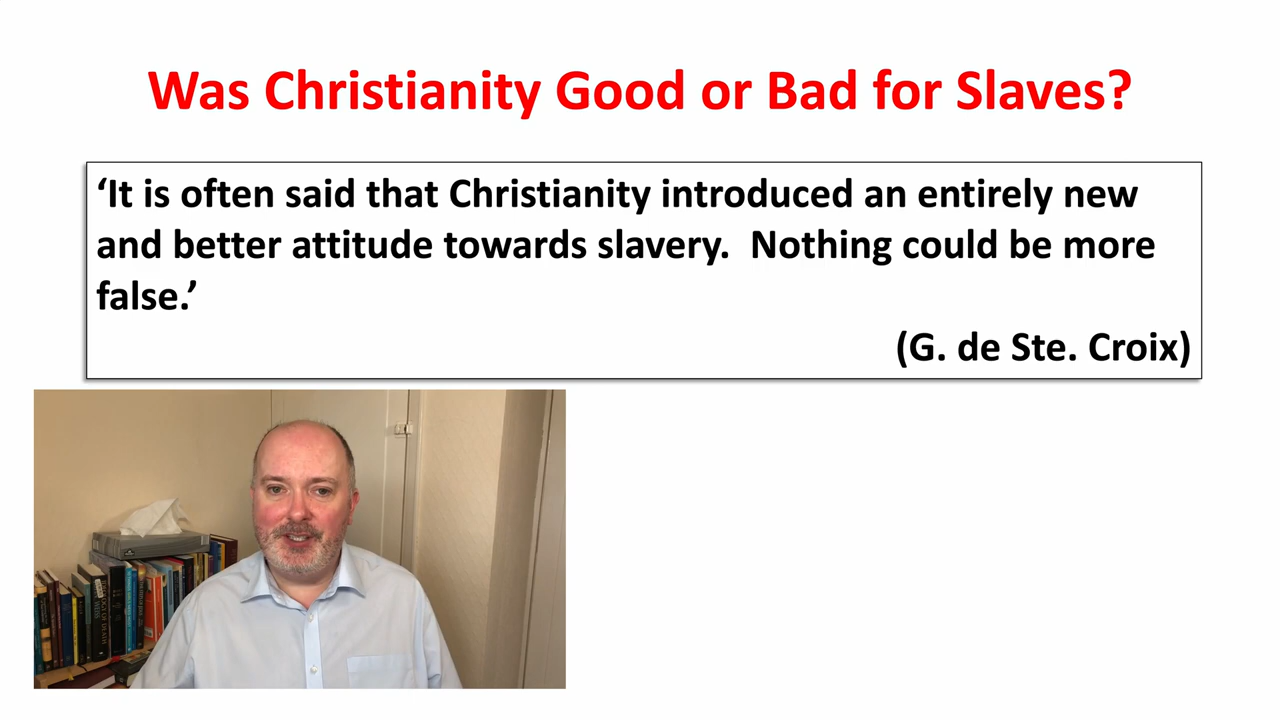 Was Christianity Good or Bad for Slaves?
‘It is often said that Christianity introduced an entirely new
and better attitude towards slavery.  Nothing could be more
false.’
(G. de Ste. Croix)